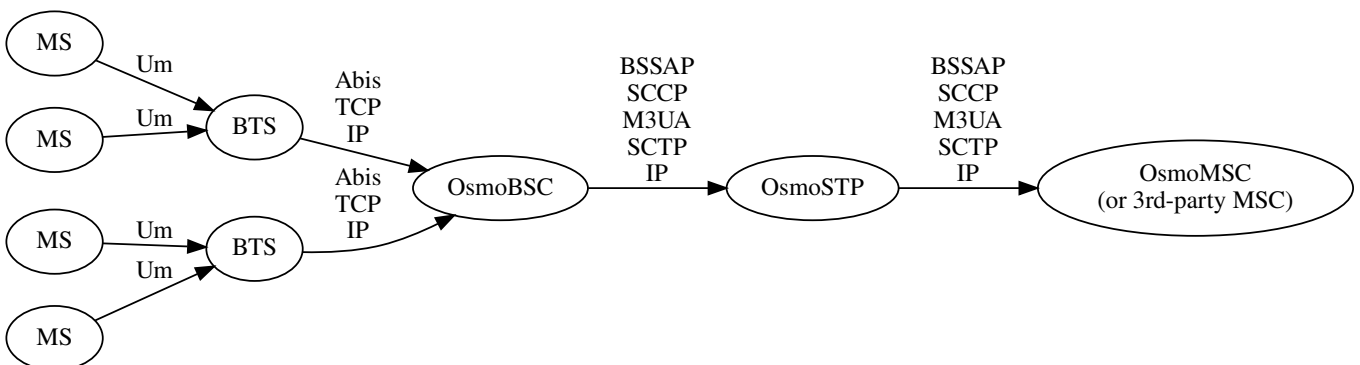 MS
Um
MS
Um
BTS
Abis
TCP
IP
MS
Um
MS
Um
BTS
Abis
TCP
IP
OsmoBSC
BSSAP
SCCP
M3UA
SCTP
IP
OsmoSTP
BSSAP
SCCP
M3UA
SCTP
IP
OsmoMSC
(or 3rd-party MSC)